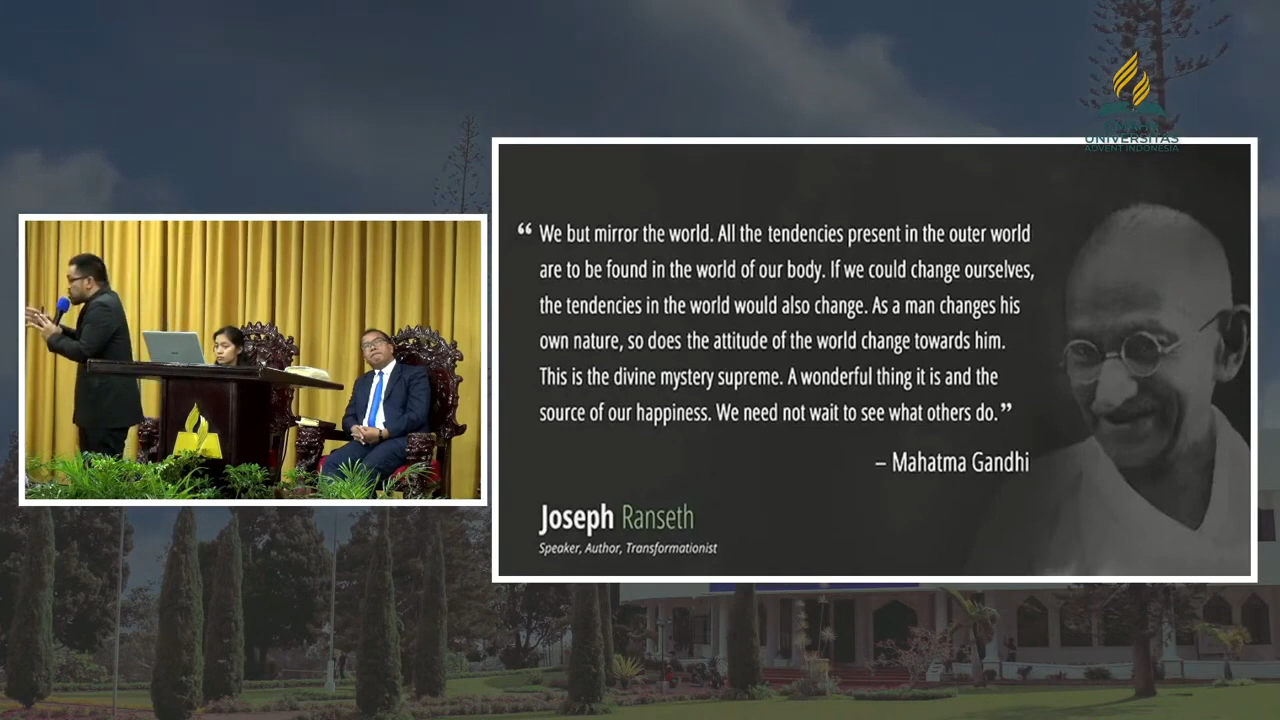 UNIVERSITAS
ADVENT INDONESIA
“ We but mirror the world. All the tendencies present in the outer world
are to be found in the world of our body. If we could change ourselves,
the tendencies in the world would also change. As a man changes his
own nature, so does the attitude of the world change towards him.
This is the divine mystery supreme. A wonderful thing it is and the
source of our happiness. We need not wait to see what others do.”
– Mahatma Gandhi
Joseph Ranseth
Speaker, Author, Transformationist